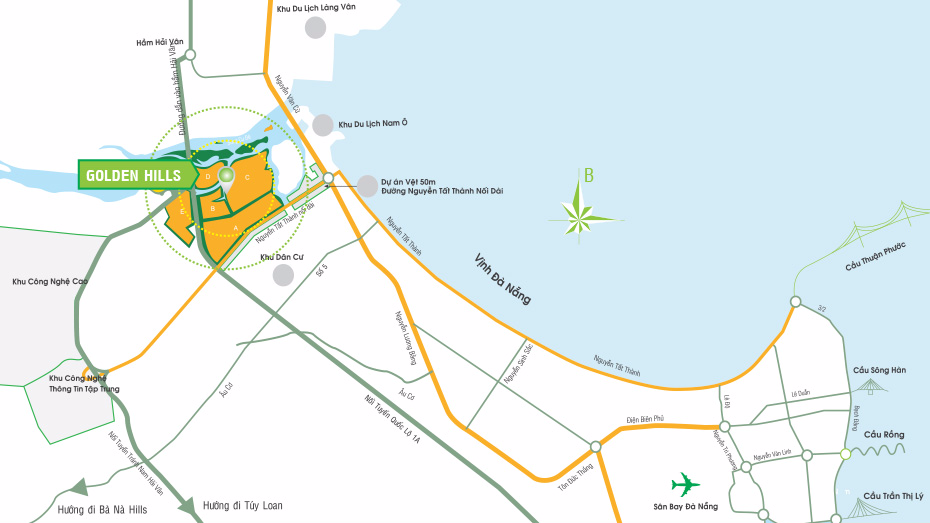 Khu Du Lịch Làng Vân
Hầm Hải Vân
Đường dẫn vào hầm Hải Vân
Nguyễn Văn Cừ
Khu Du Lịch Nam Ô
GOLDEN HILLS
D
C
B
E
A
Dự án Vệt 50m
Đường Nguyễn Tất Thành Nối Dài
B
Nguyễn Tất Thành nối dài
Nguyễn Tất Thành
Khu Dân Cư
Số 5
Vịnh Đà Nẵng
Cầu Thuận Phước
Khu Công Nghệ Cao
3/2
Nguyễn Lương Bằng
Nguyễn Sinh Sắc
Nguyễn Tất Thành
Khu Công Nghệ
Thông Tin Tập Trung
Âu Cơ
Âu Cơ
Cầu Sông Hàn
Lê Duẩn
Lê Độ
Bạch Đằng
Nối Tuyến Quốc Lộ 1A
Điện Biên Phủ
Cầu Rồng
Nguyễn Tri Phương
Nguyễn Văn Linh
Nối Tuyến Tránh Nam Hải Vân
Tôn Đức Thắng
Hướng đi Bà Nà Hills
Hướng đi Túy Loan
Sân Bay Đà Nẵng
Cầu Trần Thị Lý